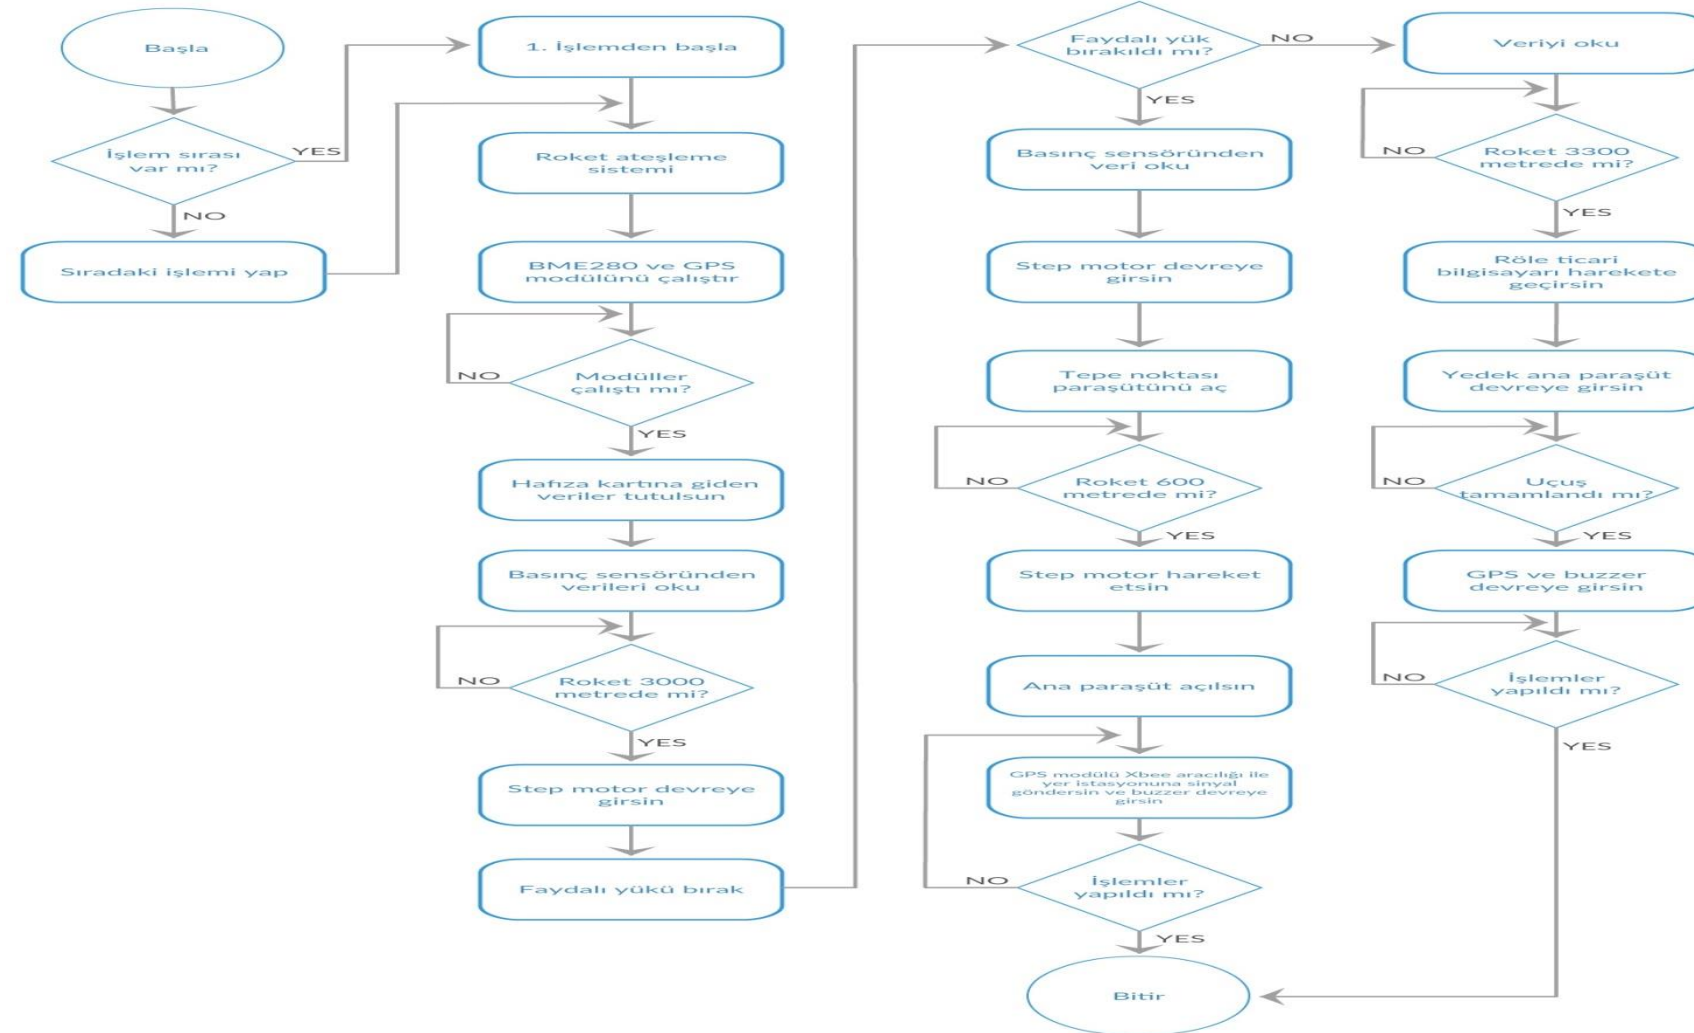 Başla
İşlem sırası
var mı?
YES
NO
Sıradaki işlemi yap
1. İşlemden başla
Roket ateşleme
sistemi
BME280 ve GPS
modülünü çalıştır
Modüller
çalıştı mı?
NO
YES
Hafıza kartına giden
veriler tutulsun
Basınç sensöründen
verileri oku
Roket 3000
metrede mi?
NO
YES
Step motor devreye
girsin
Faydalı yükü bırak
Faydalı yük
bırakıldı mı?
NO
YES
Basınç sensöründen
veri oku
Step motor devreye
girsin
Tepe noktası
paraşütünü aç
Roket 600
metrede mi?
NO
YES
Step motor hareket
etsin
Ana paraşüt açılsın
GPS modülü Xbee aracılığı ile
yer istasyonuna sinyal
göndersin ve buzzer devreye
girsin
İşlemler
yapıldı mı?
NO
YES
Bitir
Veriyi oku
Roket 3300
metrede mi?
NO
YES
Röle ticari
bilgisayarı harekete
geçirsin
Yedek ana paraşüt
devreye girsin
Uçuş
tamamlandı mı?
NO
YES
GPS ve buzzer
devreye girsin
İşlemler
yapıldı mı?
NO
YES